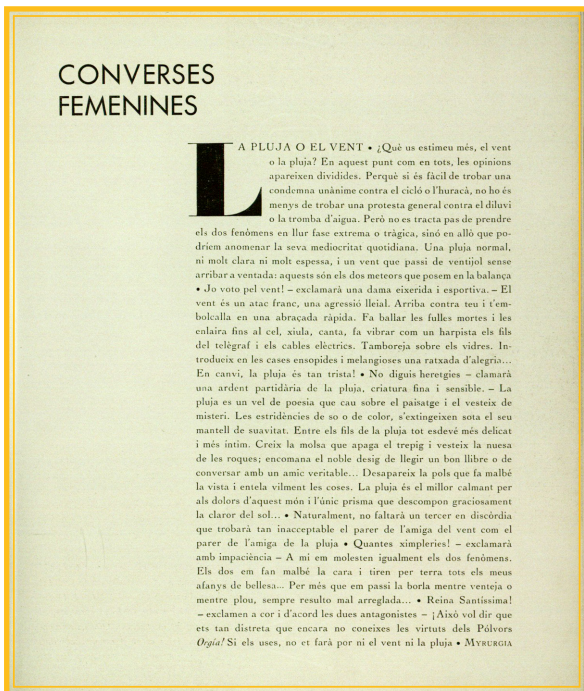 CONVERSES
FEMENINES
LA PLUJA O EL VENT • ¿Què us estimeu més, el vent
o la pluja? En aquest punt com en tots, les opinions
apareixen dividides. Perquè si és fàcil de trobar una
condemna unànime contra el cicló o l'huracà, no ho és
menys de trobar una protesta general contra el diluvi
o la tromba d'aigua. Però no es tracta pas de prendre
els dos fenòmens en llur fase extrema o tràgica, sinó en allò que po-
dríem anomenar la seva mediocritat quotidiana. Una pluja normal,
ni molt clara ni molt espessa, i un vent que passi de ventijol sense
arribar a ventada: aquests són els dos meteors que posem en la balança
• Jo voto pel vent! – exclamarà una dama eixerida i esportiva. – El
vent és un atac franc, una agressió lleial. Arriba contra teu i t'em-
bolcalla en una abraçada ràpida. Fa ballar les fulles mortes i les
enlaira fins al cel, xiula, canta, fa vibrar com un harpista els fils
del telègraf i els cables elèctrics. Tamboreja sobre els vidres. In-
trodueix en les cases ensopides i melangioses una ratxada d'alegria...
En canvi, la pluja és tan trista! • No diguis heretgies – clamarà
una ardent partidària de la pluja, criatura fina i sensible. – La
pluja es un vel de poesia que cau sobre el paisatge i el vesteix de
misteri. Les estridències de so o de color, s'extingeixen sota el seu
mantell de suavitat. Entre els fils de la pluja tot esdevé més delicat
i més íntim. Creix la molsa que apaga el trepig i vesteix la nuesa
de les roques; encomana el noble desig de llegir un bon llibre o de
conversar amb un amic veritable... Desapareix la pols que fa malbé
la vista i entela vilment les coses. La pluja és el millor calmant per
als dolors d'aquest món i l'únic prisma que descompon graciosament
la claror del sol... • Naturalment, no faltarà un tercer en discòrdia
que trobarà tan inacceptable el parer de l'amiga del vent com el
parer de l'amiga de la pluja • Quantes ximpleries! – exclamarà
amb impaciència – A mi em molesten igualment els dos fenòmens.
Els dos em fan malbé la cara i tiren per terra tots els meus
afanys de bellesa... Per més que em passi la borla mentre venteja o
mentre plou, sempre resulto mal arreglada... • Reina Santíssima!
– exclamen a cor i d'acord les dues antagonistes – ¡Això vol dir que
ets tan distreta que encara no coneixes les virtuts dels Pólvors
Orgia! Si els uses, no et farà por ni el vent ni la pluja • MYRURGIA